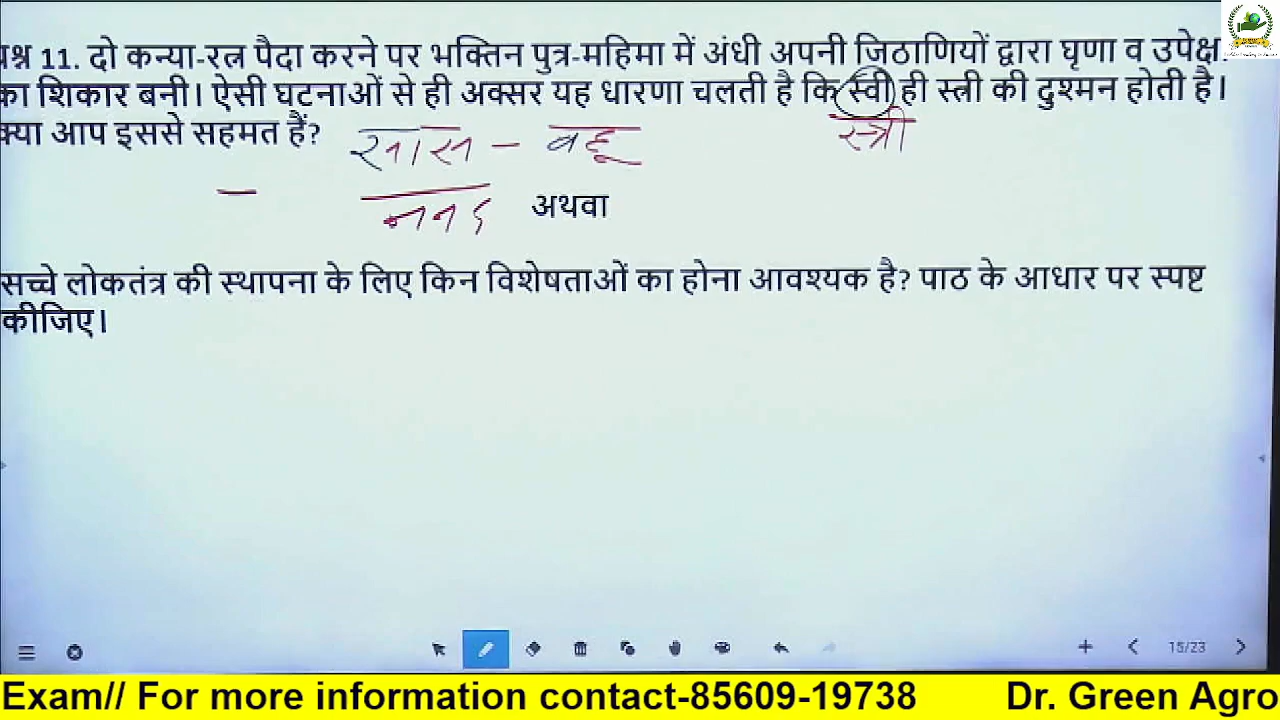 प्रश्न 11. दो कन्या-रत्न पैदा करने पर भक्तिन पुत्र-महिमा में अंधी अपनी जिठाणियों द्वारा घृणा व उपेक्षा
का शिकार बनी। ऐसी घटनाओं से ही अक्सर यह धारणा चलती है कि स्वी ही स्त्री की दुश्मन होती है।
क्या आप इससे सहमत हैं?
सास - बहू
स्त्री
ननद
अथवा
सच्चे लोकतंत्र की स्थापना के लिए किन विशेषताओं का होना आवश्यक है? पाठ के आधार पर स्पष्ट
कीजिए।
15/23
Exam// For more information contact-85609-19738 Dr. Green Agro